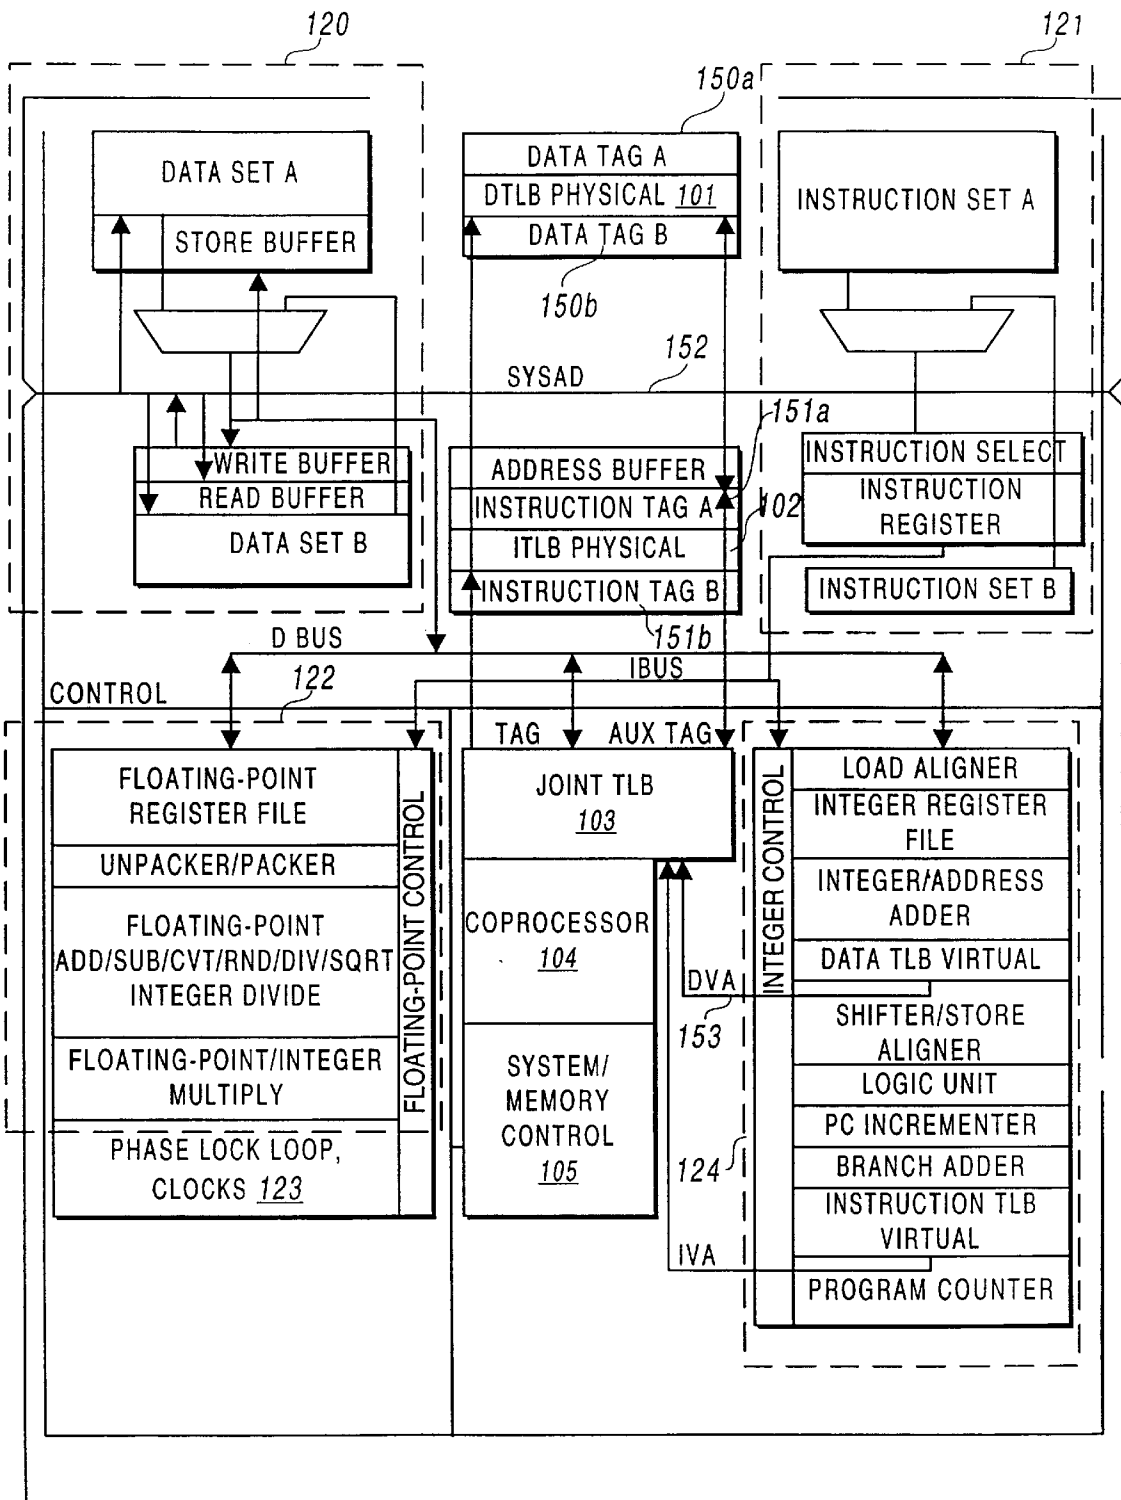 120
121
150a
DATA SET A
STORE BUFFER
DATA TAG A
DTLB PHYSICAL 101
DATA TAG B
150b
INSTRUCTION SET A
SYSAD
152
151a
WRITE BUFFER
READ BUFFER
DATA SET B
ADDRESS BUFFER
INSTRUCTION TAG A
ITLB PHYSICAL
INSTRUCTION TAG B
102
151b
INSTRUCTION SELECT
INSTRUCTION
REGISTER
INSTRUCTION SET B
D BUS
IBUS
CONTROL
122
TAG
AUX TAG
FLOATING-POINT
REGISTER FILE
UNPACKER/PACKER
FLOATING-POINT
ADD/SUB/CVT/RND/DIV/SQRT
INTEGER DIVIDE
FLOATING-POINT/INTEGER
MULTIPLY
PHASE LOCK LOOP,
CLOCKS 123
FLOATING-POINT CONTROL
JOINT TLB
103
COPROCESSOR
104
SYSTEM/
MEMORY
CONTROL
105
DVA
153
124
IVA
INTEGER CONTROL
LOAD ALIGNER
INTEGER REGISTER
FILE
INTEGER/ADDRESS
ADDER
DATA TLB VIRTUAL
SHIFTER/STORE
ALIGNER
LOGIC UNIT
PC INCREMENTER
BRANCH ADDER
INSTRUCTION TLB
VIRTUAL
PROGRAM COUNTER